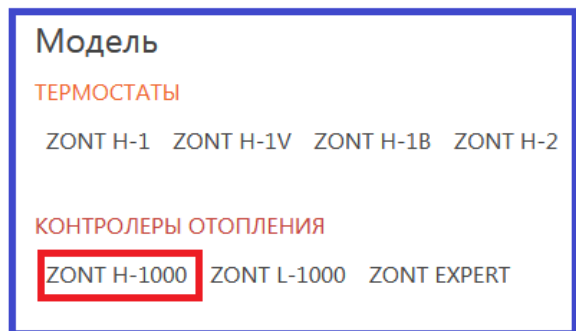 Модель
ТЕРМОСТАТЫ
ZONT H-1 ZONT H-1V ZONT H-1B ZONT H-2
КОНТРОЛЕРЫ ОТОПЛЕНИЯ
ZONT H-1000 ZONT L-1000 ZONT EXPERT